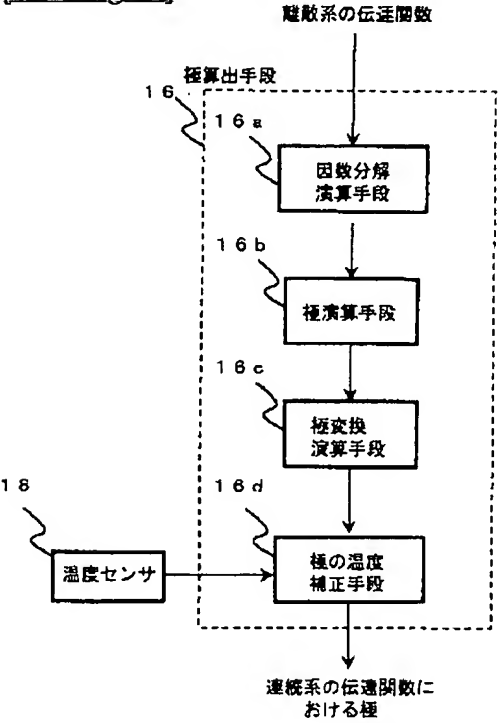 離散系の伝達関数
極算出手段
16
16a
因数分解
演算手段
16b
極演算手段
16c
極変換
演算手段
18
16d
温度センサ
極の温度
補正手段
連続系の伝達関数に
おける極